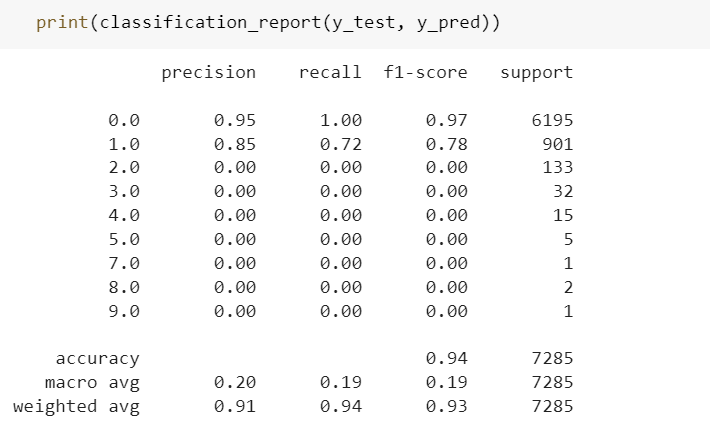 print(classification_report(y_test, y_pred))
precision recall f1-score support
0.0 0.95 1.00 0.97 6195
1.0 0.85 0.72 0.78 901
2.0 0.00 0.00 0.00 133
3.0 0.00 0.00 0.00 32
4.0 0.00 0.00 0.00 15
5.0 0.00 0.00 0.00 5
7.0 0.00 0.00 0.00 1
8.0 0.00 0.00 0.00 2
9.0 0.00 0.00 0.00 1
accuracy 0.94 7285
macro avg 0.20 0.19 0.19 7285
weighted avg 0.91 0.94 0.93 7285